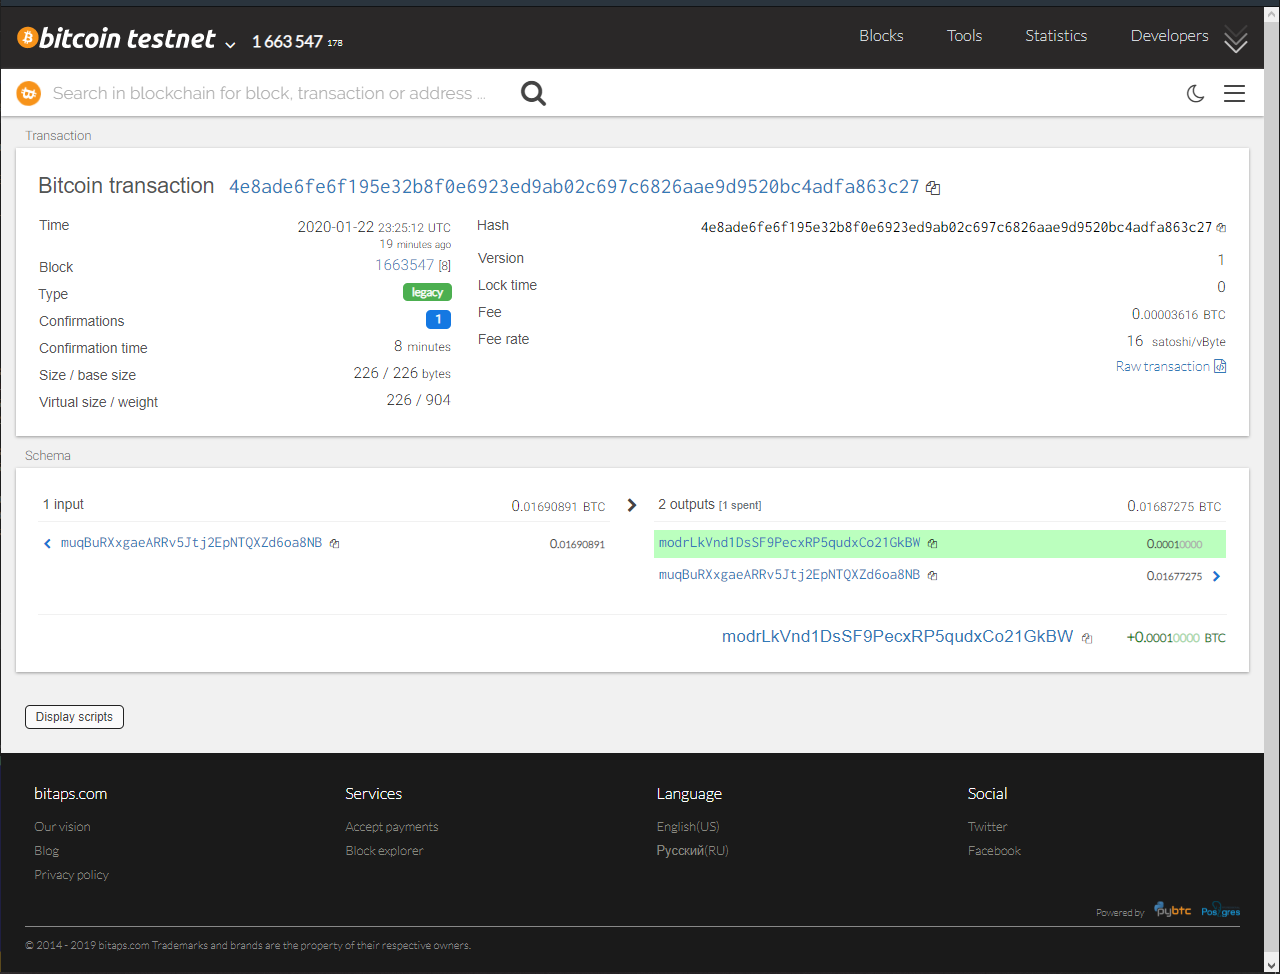 bitcoin testnet 1 663 547 178 Blocks Tools Statistics Developers
Search in blockchain for block, transaction or address ...
Transaction
Bitcoin transaction 4e8ade6fe6f195e32b8f0e6923ed9ab02c697c6826aae9d9520bc4adfa863c27
Time 2020-01-22 23:25:12 UTC Hash 4e8ade6fe6f195e32b8f0e6923ed9ab02c697c6826aae9d9520bc4adfa863c27
19 minutes ago
Block 1663547 [8] Version 1
Type legacy Lock time 0
Confirmations 1 Fee 0.00003616 BTC
Confirmation time 8 minutes Fee rate 16 satoshi/vByte
Size / base size 226 / 226 bytes Raw transaction
Virtual size / weight 226 / 904
Schema
1 input 0.01690891 BTC 2 outputs [1 spent] 0.01687275 BTC
muqBuRXxgaeARRv5Jtj2EpNTQXZd6oa8NB 0.01690891 modrLkVnd1DsSF9PecxRP5qudxCo21GkBW 0.00010000
muqBuRXxgaeARRv5Jtj2EpNTQXZd6oa8NB 0.01677275
modrLkVnd1DsSF9PecxRP5qudxCo21GkBW +0.00010000 BTC
Display scripts
bitaps.com Services Language Social
Our vision Accept payments English(US) Twitter
Blog Block explorer Русский(RU) Facebook
Privacy policy
Powered by pybtc Postgres
© 2014 - 2019 bitaps.com Trademarks and brands are the property of their respective owners.